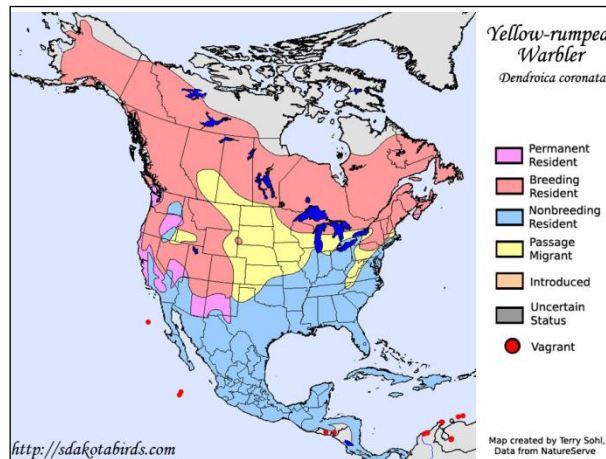 Yellow-rumped
Warbler
Dendroica coronata
Permanent
Resident
Breeding
Resident
Nonbreeding
Resident
Passage
Migrant
Introduced
Uncertain
Status
Vagrant
http://sdakotabirds.com
Map created by Terry Sohl,
Data from NatureServe